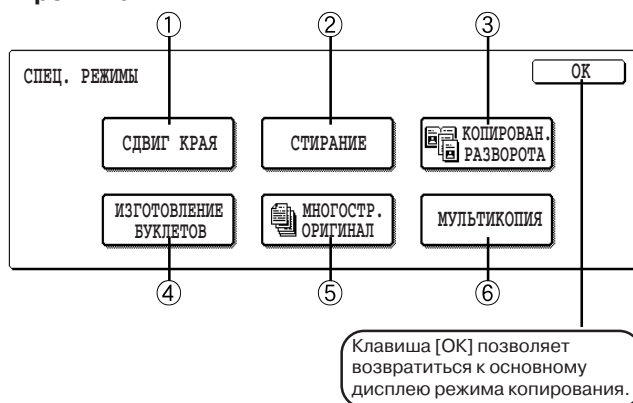 ① ② ③
СПЕЦ. РЕЖИМЫ
OK
СДВИГ КРАЯ
СТИРАНИЕ
КОПИРОВАН.
РАЗВОРОТА
ИЗГОТОВЛЕНИЕ
БУКЛЕТОВ
МНОГОСТР.
ОРИГИНАЛ
МУЛЬТИКОПИЯ
④ ⑤ ⑥
Клавиша [OK] позволяет
возвратиться к основному
дисплею режима копирования.